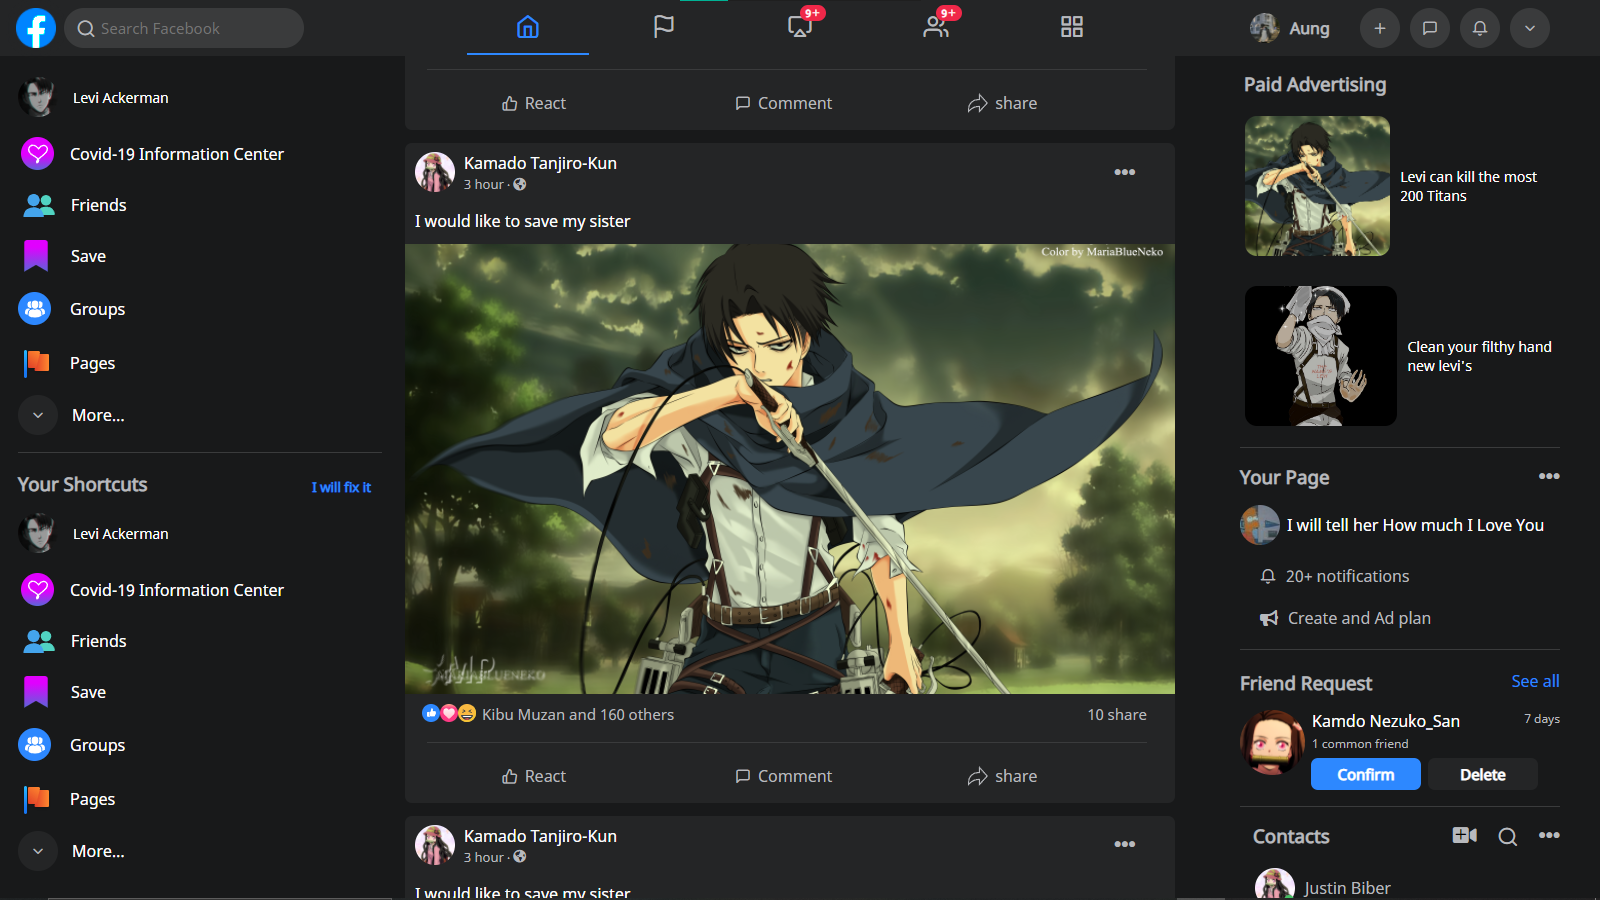 Search Facebook
9+
9+
Aung
Levi Ackerman
Covid-19 Information Center
Friends
Save
Groups
Pages
More...
Your Shortcuts
I will fix it
Levi Ackerman
Covid-19 Information Center
Friends
Save
Groups
Pages
More...
React
Comment
share
Kamado Tanjiro-Kun
3 hour ·
I would like to save my sister
Color by MariaBlueNeko
MARIABLUENEKO
Kibu Muzan and 160 others
10 share
React
Comment
share
Kamado Tanjiro-Kun
3 hour ·
I would like to save my sister
Paid Advertising
Levi can kill the most
200 Titans
Clean your filthy hand
new levi's
Your Page
I will tell her How much I Love You
20+ notifications
Create and Ad plan
Friend Request
See all
Kamdo Nezuko_San
7 days
1 common friend
Confirm
Delete
Contacts
Justin Biber